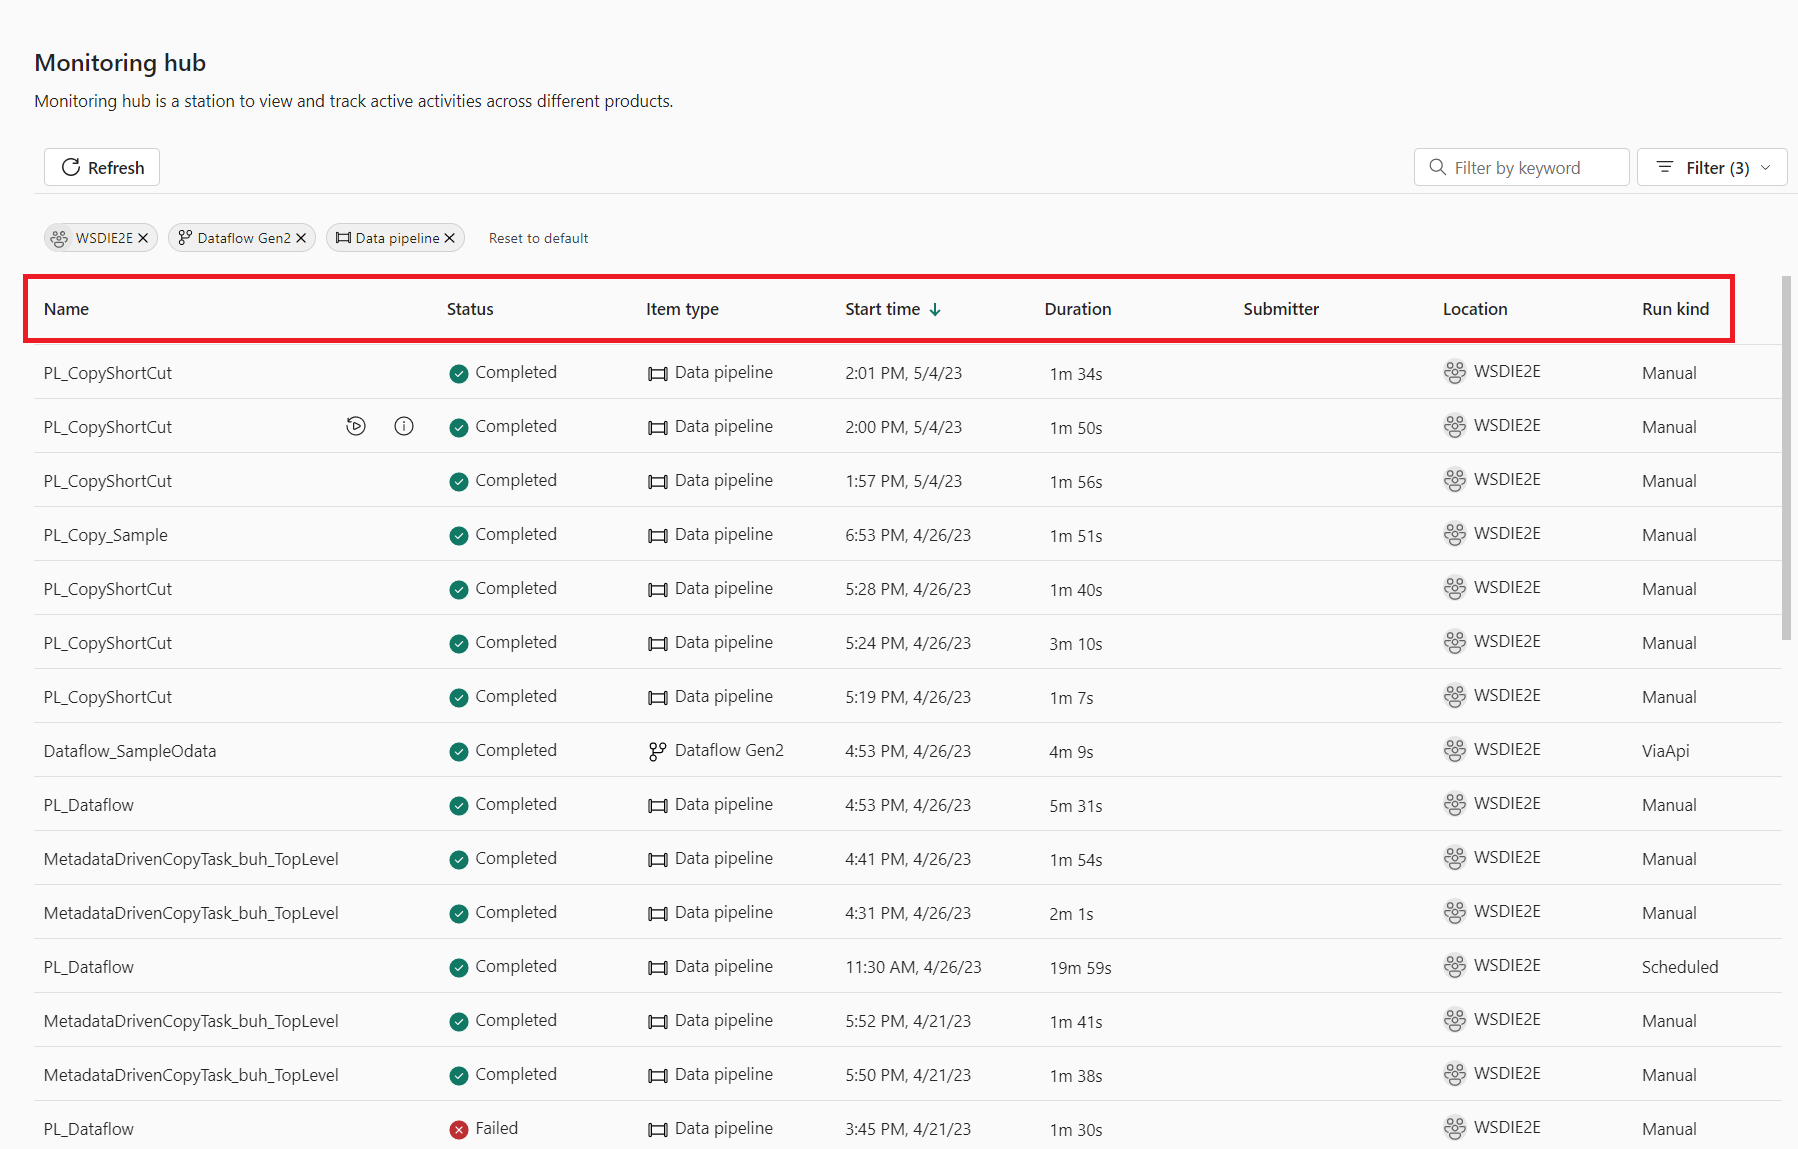 Monitoring hub
Monitoring hub is a station to view and track active activities across different products.
Refresh Filter by keyword Filter (3)
WSDIE2E Dataflow Gen2 Data pipeline Reset to default
Name Status Item type Start time Duration Submitter Location Run kind
PL_CopyShortCut Completed Data pipeline 2:01 PM, 5/4/23 1m 34s WSDIE2E Manual
PL_CopyShortCut Completed Data pipeline 2:00 PM, 5/4/23 1m 50s WSDIE2E Manual
PL_CopyShortCut Completed Data pipeline 1:57 PM, 5/4/23 1m 56s WSDIE2E Manual
PL_Copy_Sample Completed Data pipeline 6:53 PM, 4/26/23 1m 51s WSDIE2E Manual
PL_CopyShortCut Completed Data pipeline 5:28 PM, 4/26/23 1m 40s WSDIE2E Manual
PL_CopyShortCut Completed Data pipeline 5:24 PM, 4/26/23 3m 10s WSDIE2E Manual
PL_CopyShortCut Completed Data pipeline 5:19 PM, 4/26/23 1m 7s WSDIE2E Manual
Dataflow_SampleOdata Completed Dataflow Gen2 4:53 PM, 4/26/23 4m 9s WSDIE2E ViaApi
PL_Dataflow Completed Data pipeline 4:53 PM, 4/26/23 5m 31s WSDIE2E Manual
MetadataDrivenCopyTask_buh_TopLevel Completed Data pipeline 4:41 PM, 4/26/23 1m 54s WSDIE2E Manual
MetadataDrivenCopyTask_buh_TopLevel Completed Data pipeline 4:31 PM, 4/26/23 2m 1s WSDIE2E Manual
PL_Dataflow Completed Data pipeline 11:30 AM, 4/26/23 19m 59s WSDIE2E Scheduled
MetadataDrivenCopyTask_buh_TopLevel Completed Data pipeline 5:52 PM, 4/21/23 1m 41s WSDIE2E Manual
MetadataDrivenCopyTask_buh_TopLevel Completed Data pipeline 5:50 PM, 4/21/23 1m 38s WSDIE2E Manual
PL_Dataflow Failed Data pipeline 3:45 PM, 4/21/23 1m 30s WSDIE2E Manual